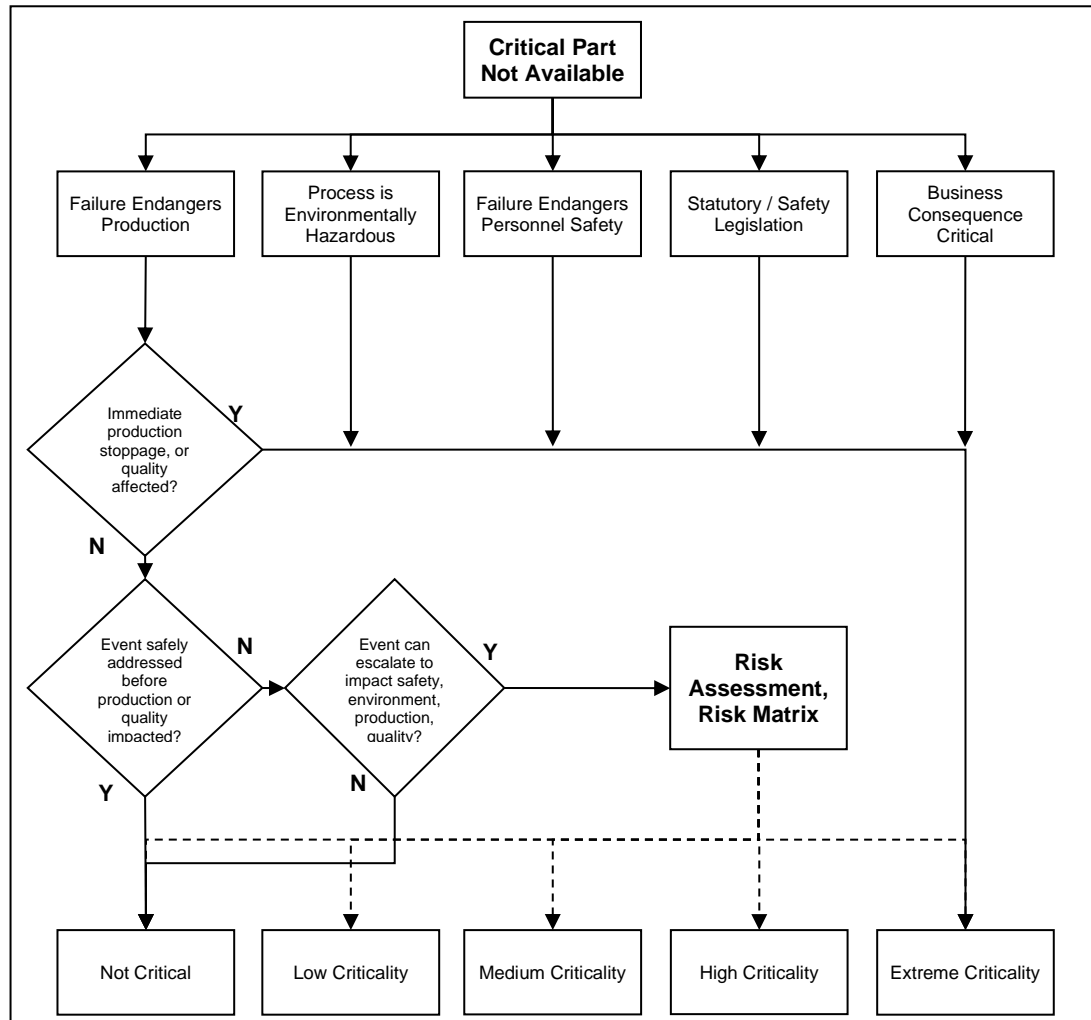 Critical Part
Not Available
Failure Endangers
Production
Process is
Environmentally
Hazardous
Failure Endangers
Personnel Safety
Statutory / Safety
Legislation
Business
Consequence
Critical
Immediate
production
stoppage, or
quality
affected?
Y
N
Event safely
addressed
before
production or
quality
impacted?
N
Y
Event can
escalate to
impact safety,
environment,
production,
quality?
Y
N
Risk
Assessment,
Risk Matrix
Not Critical
Low Criticality
Medium Criticality
High Criticality
Extreme Criticality